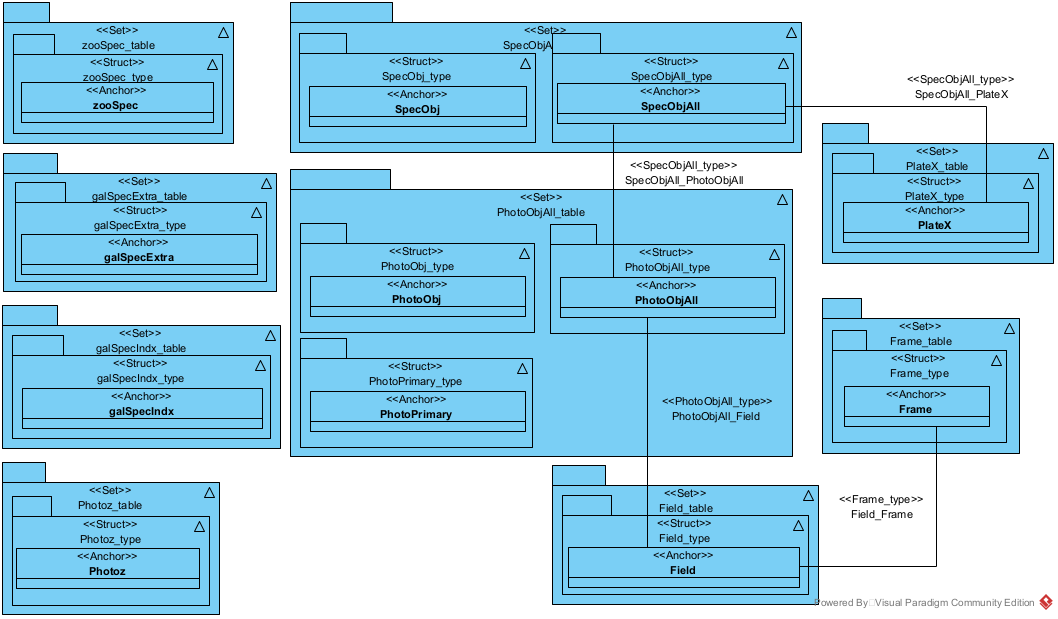 <<Set>>
zooSpec_table
<<Struct>>
zooSpec_type
<<Anchor>>
zooSpec
<<Set>>
galSpecExtra_table
<<Struct>>
galSpecExtra_type
<<Anchor>>
galSpecExtra
<<Set>>
galSpecIndx_table
<<Struct>>
galSpecIndx_type
<<Anchor>>
galSpecIndx
<<Set>>
Photoz_table
<<Struct>>
Photoz_type
<<Anchor>>
Photoz
<<Set>>
SpecObjA
<<Struct>>
SpecObj_type
<<Anchor>>
SpecObj
<<Struct>>
SpecObjAll_type
<<Anchor>>
SpecObjAll
<<SpecObjAll_type>>
SpecObjAll_PlateX
<<SpecObjAll_type>>
SpecObjAll_PhotoObjAll
<<Set>>
PlateX_table
<<Struct>>
PlateX_type
<<Anchor>>
PlateX
<<Set>>
PhotoObjAll_table
<<Struct>>
PhotoObj_type
<<Anchor>>
PhotoObj
<<Struct>>
PhotoObjAll_type
<<Anchor>>
PhotoObjAll
<<Struct>>
PhotoPrimary_type
<<Anchor>>
PhotoPrimary
<<PhotoObjAll_type>>
PhotoObjAll_Field
<<Set>>
Frame_table
<<Struct>>
Frame_type
<<Anchor>>
Frame
<<Set>>
Field_table
<<Struct>>
Field_type
<<Anchor>>
Field
<<Frame_type>>
Field_Frame
Powered By Visual Paradigm Community Edition